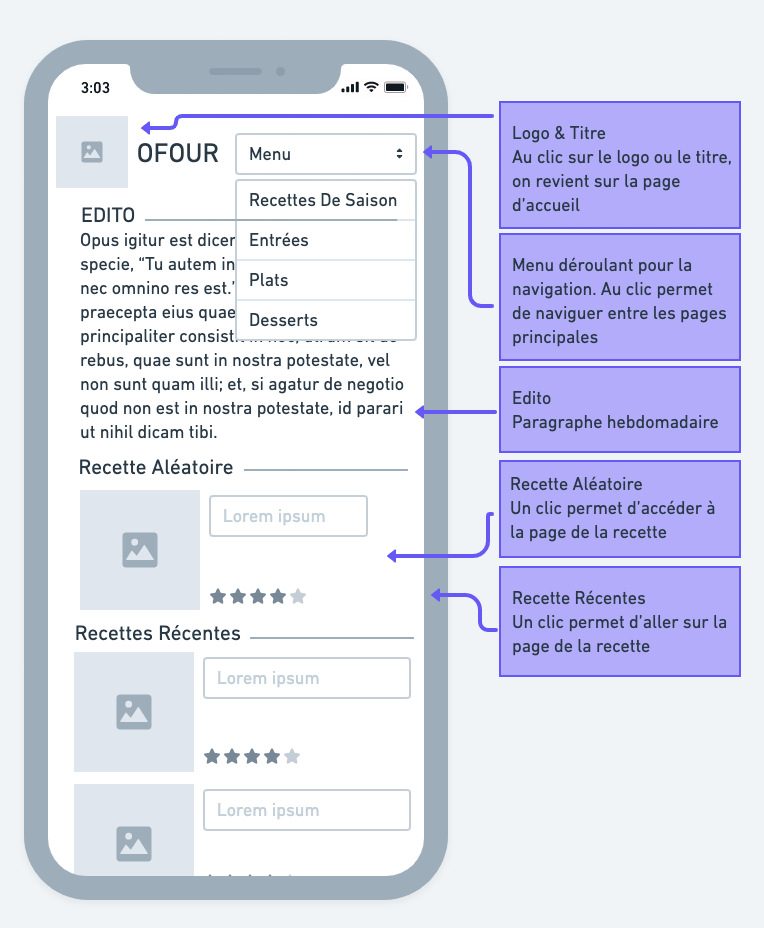 3:03
OFOUR
Menu
Recettes De Saison
Entrées
Plats
Desserts
EDITO
Opus igitur est dicer
specie, “Tu autem in
nec omnino res est.”
praecepta eius quae
principaliter consist
rebus, quae sunt in nostra potestate, vel
non sunt quam illi; et, si agatur de negotio
quod non est in nostra potestate, id parari
ut nihil dicam tibi.
Recette Aléatoire
Lorem ipsum
Recettes Récentes
Lorem ipsum
Lorem ipsum
Logo & Titre
Au clic sur le logo ou le titre,
on revient sur la page
d’accueil
Menu déroulant pour la
navigation. Au clic permet
de naviguer entre les pages
principales
Edito
Paragraphe hebdomadaire
Recette Aléatoire
Un clic permet d’accéder à
la page de la recette
Recette Récentes
Un clic permet d’aller sur la
page de la recette